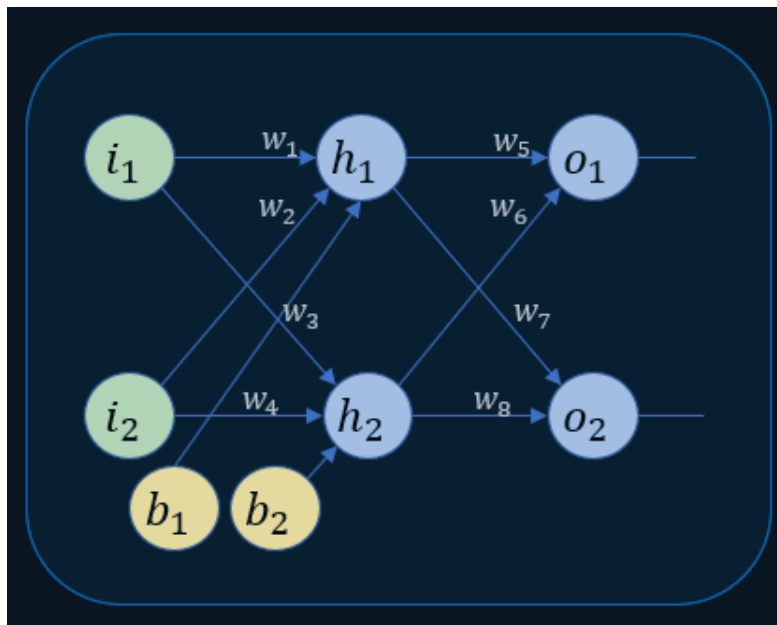 i₁ w₁ h₁ w₅ o₁
w₂ w₆
w₃ w₇
i₂ w₄ h₂ w₈ o₂
b₁ b₂